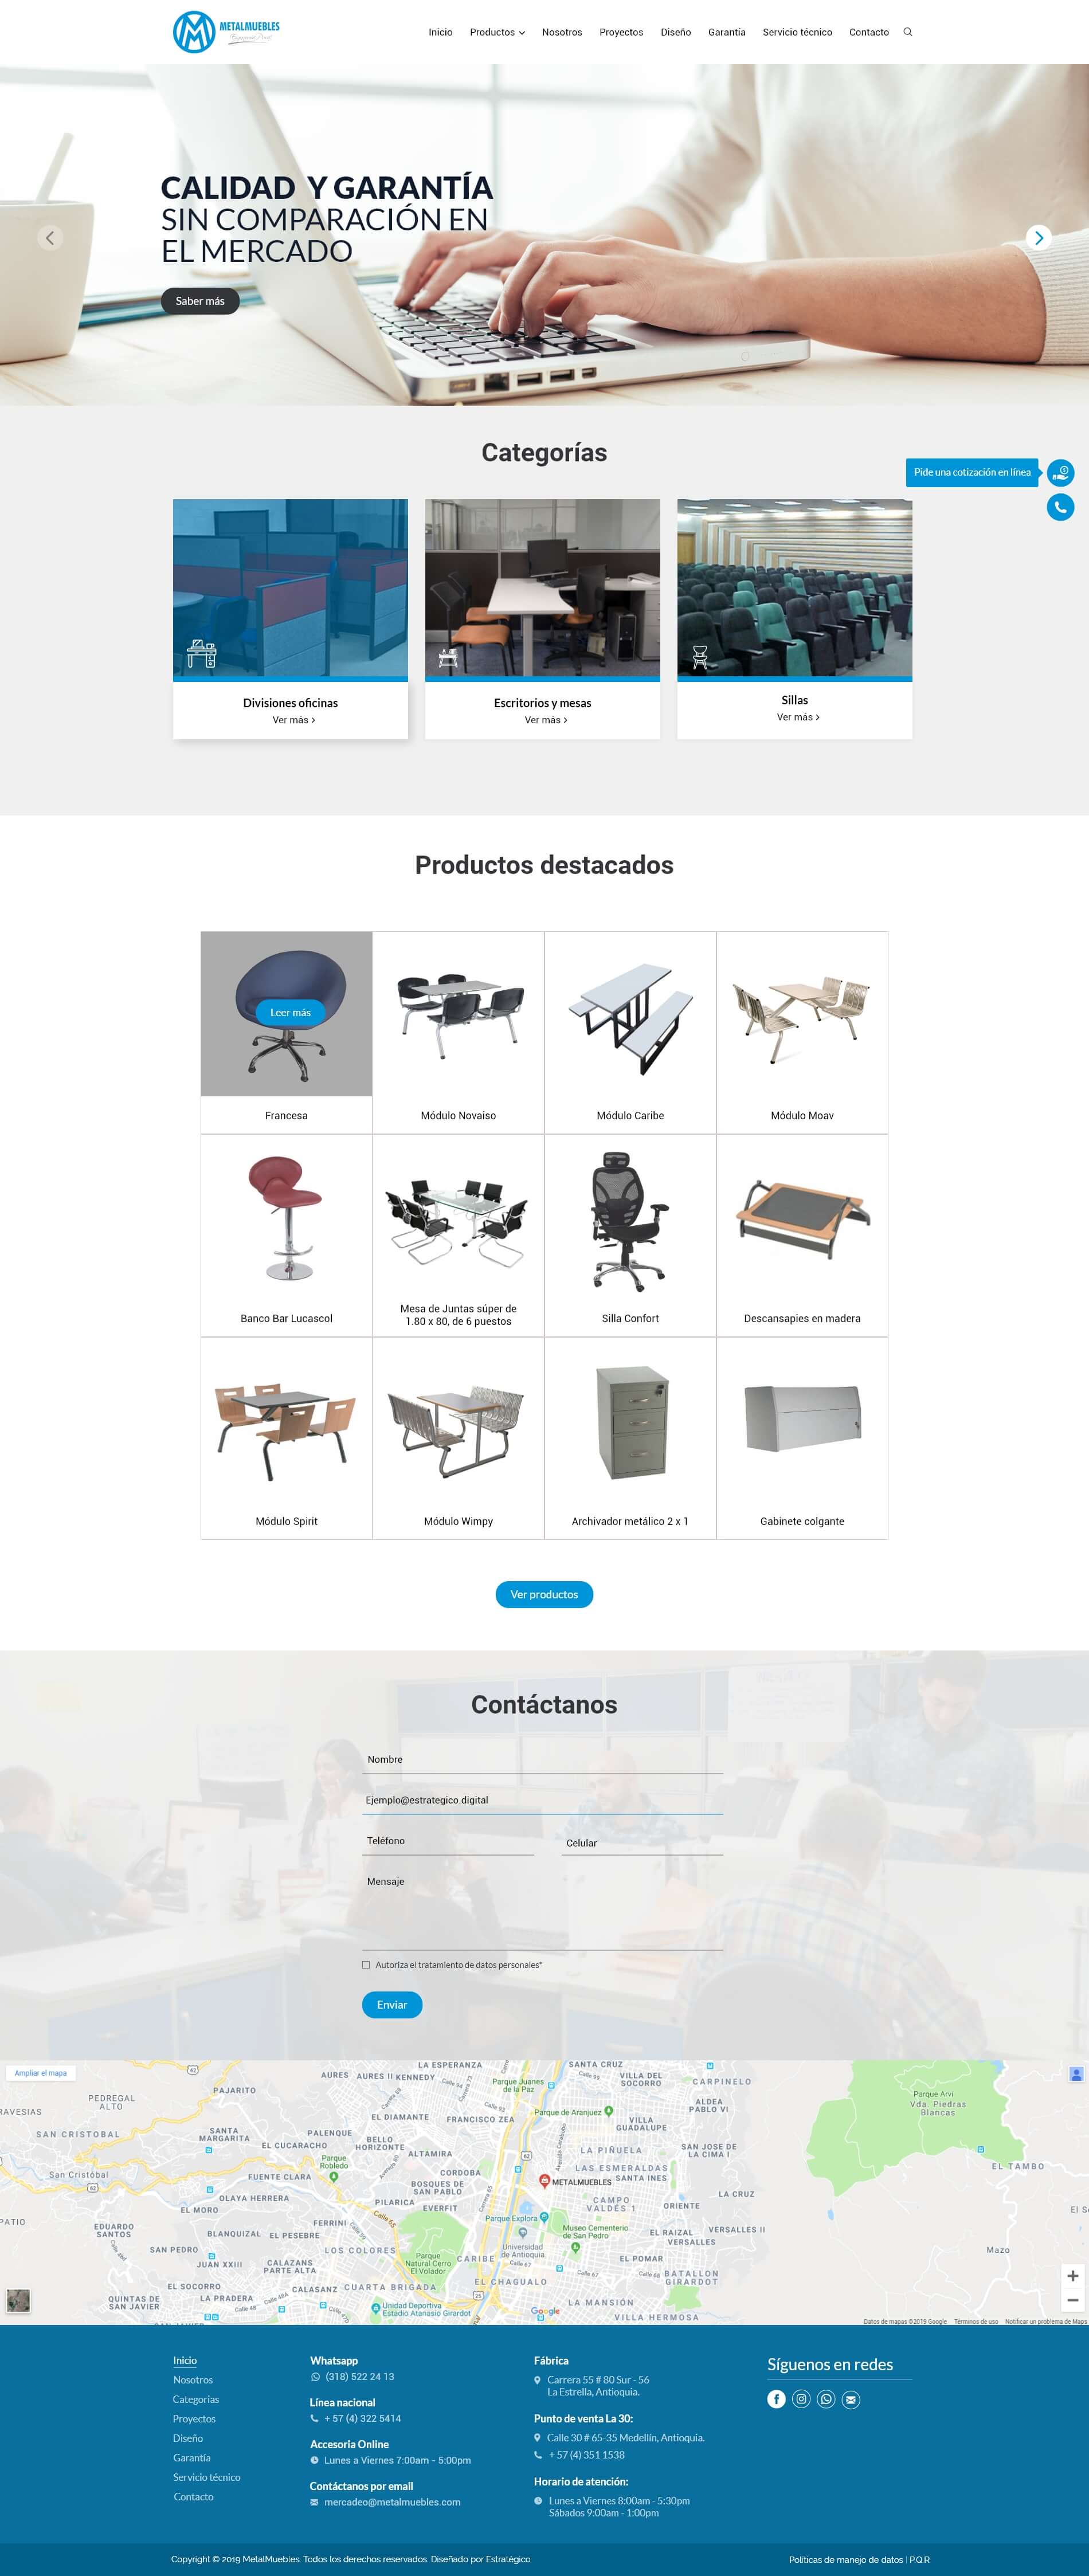 METALMUEBLES
Inicio Productos Nosotros Proyectos Diseño Garantía Servicio técnico Contacto
CALIDAD Y GARANTÍA
SIN COMPARACIÓN EN
EL MERCADO
Saber más
Categorías
Pide una cotización en línea
Divisiones oficinas
Ver más >
Escritorios y mesas
Ver más >
Sillas
Ver más >
Productos destacados
Leer más
Francesa
Módulo Novaiso
Módulo Caribe
Módulo Moav
Banco Bar Lucascol
Mesa de Juntas súper de
1.80 x 80, de 6 puestos
Silla Confort
Descansapies en madera
Módulo Spirit
Módulo Wimpy
Archivador metálico 2 x 1
Gabinete colgante
Ver productos
Contáctanos
Nombre
Ejemplo@estrategico.digital
Teléfono
Celular
Mensaje
Autoriza el tratamiento de datos personales*
Enviar
Ampliar el mapa
LA ESPERANZA
SANTA CRUZ
AURES
AURES II
KENNEDY
Parque Juanes
de la Paz
VILLA DEL
SOCORRO
CARPINELO
PAJARITO
PEDREGAL
ALTO
EL DIAMANTE
FRANCISCO ZEA
Parque de Aranjuez
VILLA
GUADALUPE
ALDEA
PABLO VI
Parque Arvi
Vda. Piedras
Blancas
SAN CRISTOBAL
SANTA
MARGARITA
PALENQUE
BELLO
HORIZONTE
EL CUCARACHO
ALTAMIRA
LA PIÑUELA
SAN JOSE DE
LA CIMA I
Parque
Robledo
San Cristóbal
FUENTE CLARA
CORDOBA
LAS ESMERALDAS
SANTA INES
METALMUEBLES
EL TAMBO
BOSQUES DE
SAN PABLO
OLAYA HERRERA
EL MORO
PILARICA
EVERFIT
CAMPO
VALDÉS 1
ORIENTE
LA CRUZ
Parque Explora
FERRINI
EDUARDO
SANTOS
BLANQUIZAL
EL PESEBRE
Museo Cementerio
de San Pedro
EL RAIZAL
VERSALLES II
VERSALLES
Universidad
de Antioquia
SAN PEDRO
LOS COLORES
CARIBE
EL POMAR
Mazo
JUAN XXIII
CALAZANS
PARTE ALTA
Parque
Natural Cerro
El Volador
BATALLON
GIRARDOT
EL SOCORRO
CALASANZ
CUARTA BRIGADA
EL CHAGUALO
QUINTAS DE
SAN JAVIER
LA PRADERA
Unidad Deportiva
Estadio Atanasio Girardot
LA MANSIÓN
VILLA HERMOSA
Google
Datos de mapas ©2019 Google Términos de uso Notificar un problema de Maps
Inicio
Nosotros
Categorias
Proyectos
Diseño
Garantía
Servicio técnico
Contacto
Whatsapp
(318) 522 24 13
Línea nacional
+ 57 (4) 322 5414
Accesoria Online
Lunes a Viernes 7:00am - 5:00pm
Contáctanos por email
mercadeo@metalmuebles.com
Fábrica
Carrera 55 # 80 Sur - 56
La Estrella, Antioquia.
Punto de venta La 30:
Calle 30 # 65-35 Medellín, Antioquia.
+ 57 (4) 351 1538
Horario de atención:
Lunes a Viernes 8:00am - 5:30pm
Sábados 9:00am - 1:00pm
Síguenos en redes
Copyright © 2019 MetalMuebles. Todos los derechos reservados. Diseñado por Estratégico
Políticas de manejo de datos | P.Q.R